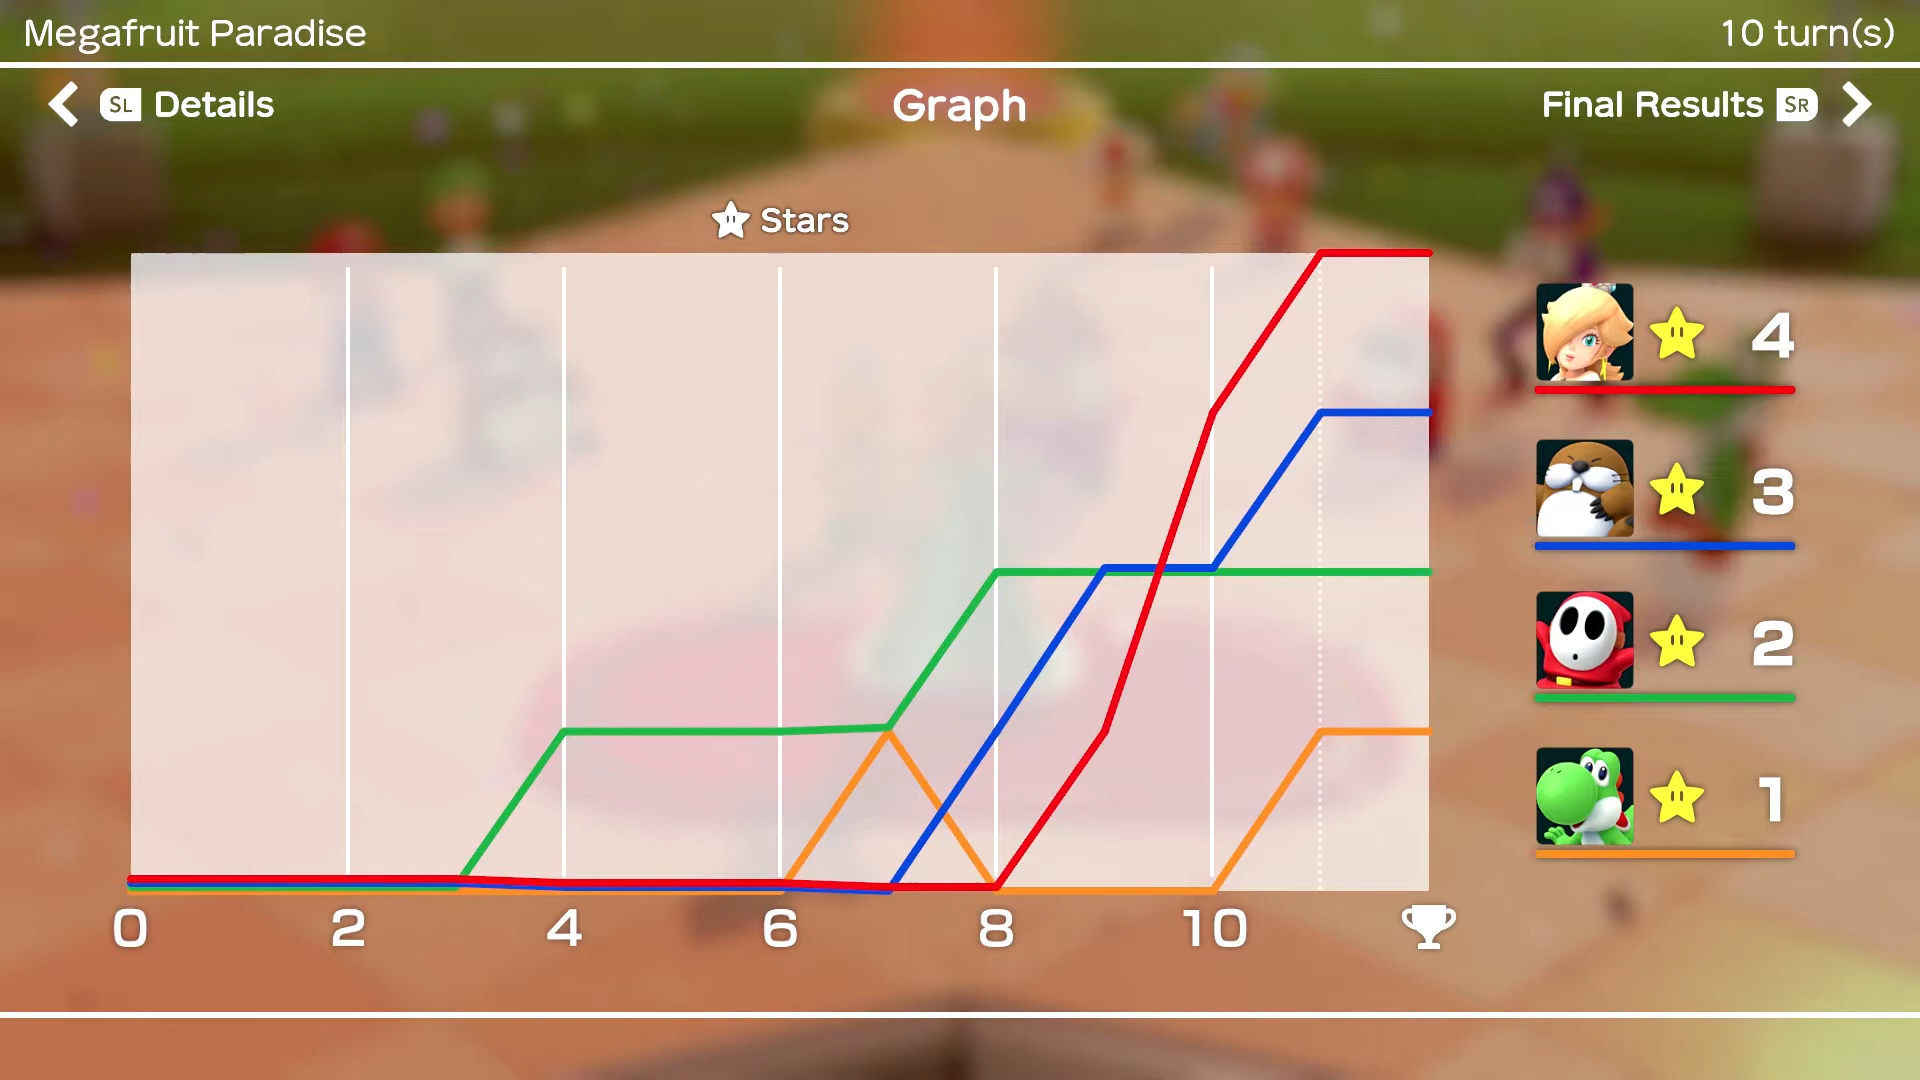 Megafruit Paradise
10 turn(s)
SL Details
Graph
Final Results SR
Stars
4
3
2
1
0 2 4 6 8 10